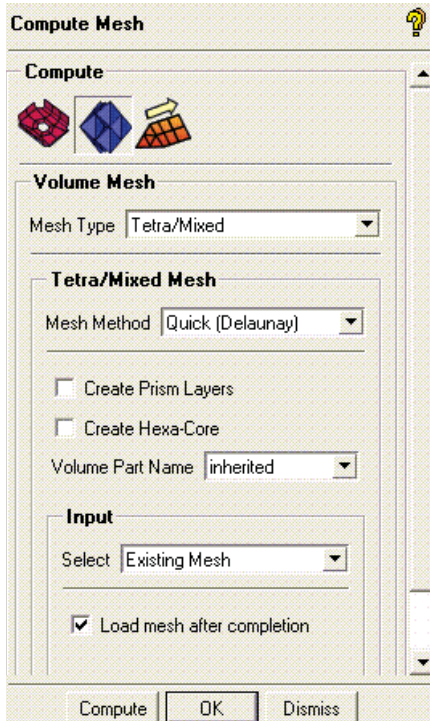 Compute Mesh
Compute
Volume Mesh
Mesh Type Tetra/Mixed
Tetra/Mixed Mesh
Mesh Method Quick (Delaunay)
Create Prism Layers
Create Hexa-Core
Volume Part Name inherited
Input
Select Existing Mesh
Load mesh after completion
Compute OK Dismiss